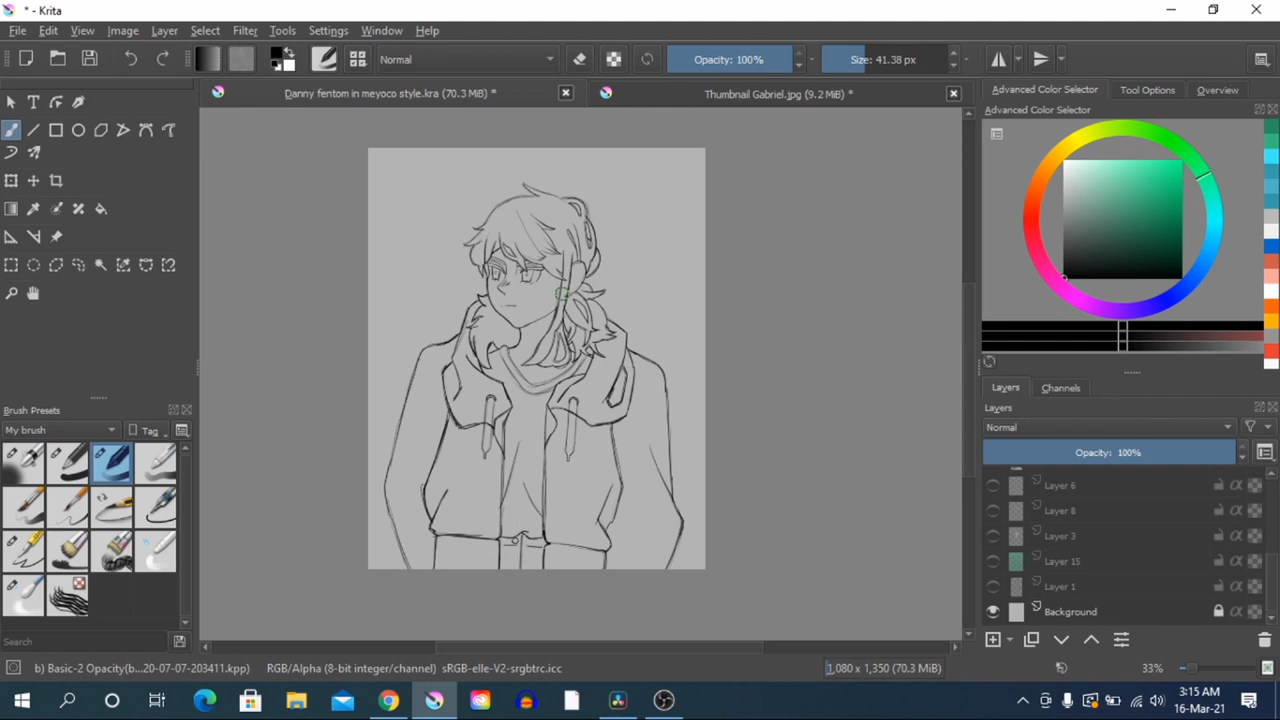 * - Krita
File Edit View Image Layer Select Filter Tools Settings Window Help
Normal Opacity: 100% Size: 41.38 px
Danny fentom in meyoco style.kra (70.3 MiB) *
Thumbnail Gabriel.jpg (9.2 MiB) *
Advanced Color Selector Tool Options Overview
Advanced Color Selector
Layers Channels
Layers
Normal
Opacity: 100%
Layer 6
Layer 8
Layer 3
Layer 15
Layer 1
Background
Brush Presets
My brush Tag
Search
b) Basic-2 Opacity(b...20-07-07-203411.kpp) RGB/Alpha (8-bit integer/channel) sRGB-elle-V2-srgbtrc.icc 1,080 x 1,350 (70.3 MiB) 33%
3:15 AM
16-Mar-21